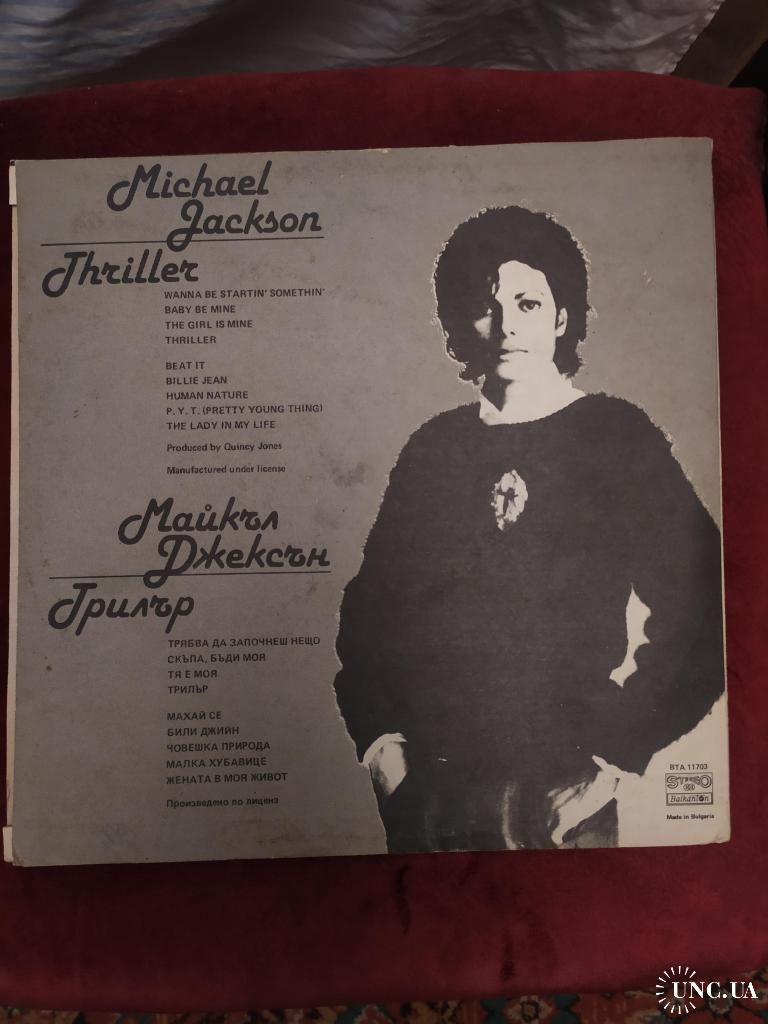 Michael
Jackson
Thriller
WANNA BE STARTIN' SOMETHIN'
BABY BE MINE
THE GIRL IS MINE
THRILLER
BEAT IT
BILLIE JEAN
HUMAN NATURE
P. Y. T. (PRETTY YOUNG THING)
THE LADY IN MY LIFE
Produced by Quincy Jones
Manufactured under license
Майкъл
Джексън
Трилър
ТРЯБВА ДА ЗАПОЧНЕШ НЕЩО
СКЪПА, БЪДИ МОЯ
ТЯ Е МОЯ
ТРИЛЪР
МАХАЙ СЕ
БИЛИ ДЖИЙН
ЧОВЕШКА ПРИРОДА
МАЛКА ХУБАВИЦЕ
ЖЕНАТА В МОЯ ЖИВОТ
Произведено по лиценз
BTA 11703
STEREO
Balkanton
Made in Bulgaria
UNC.UA